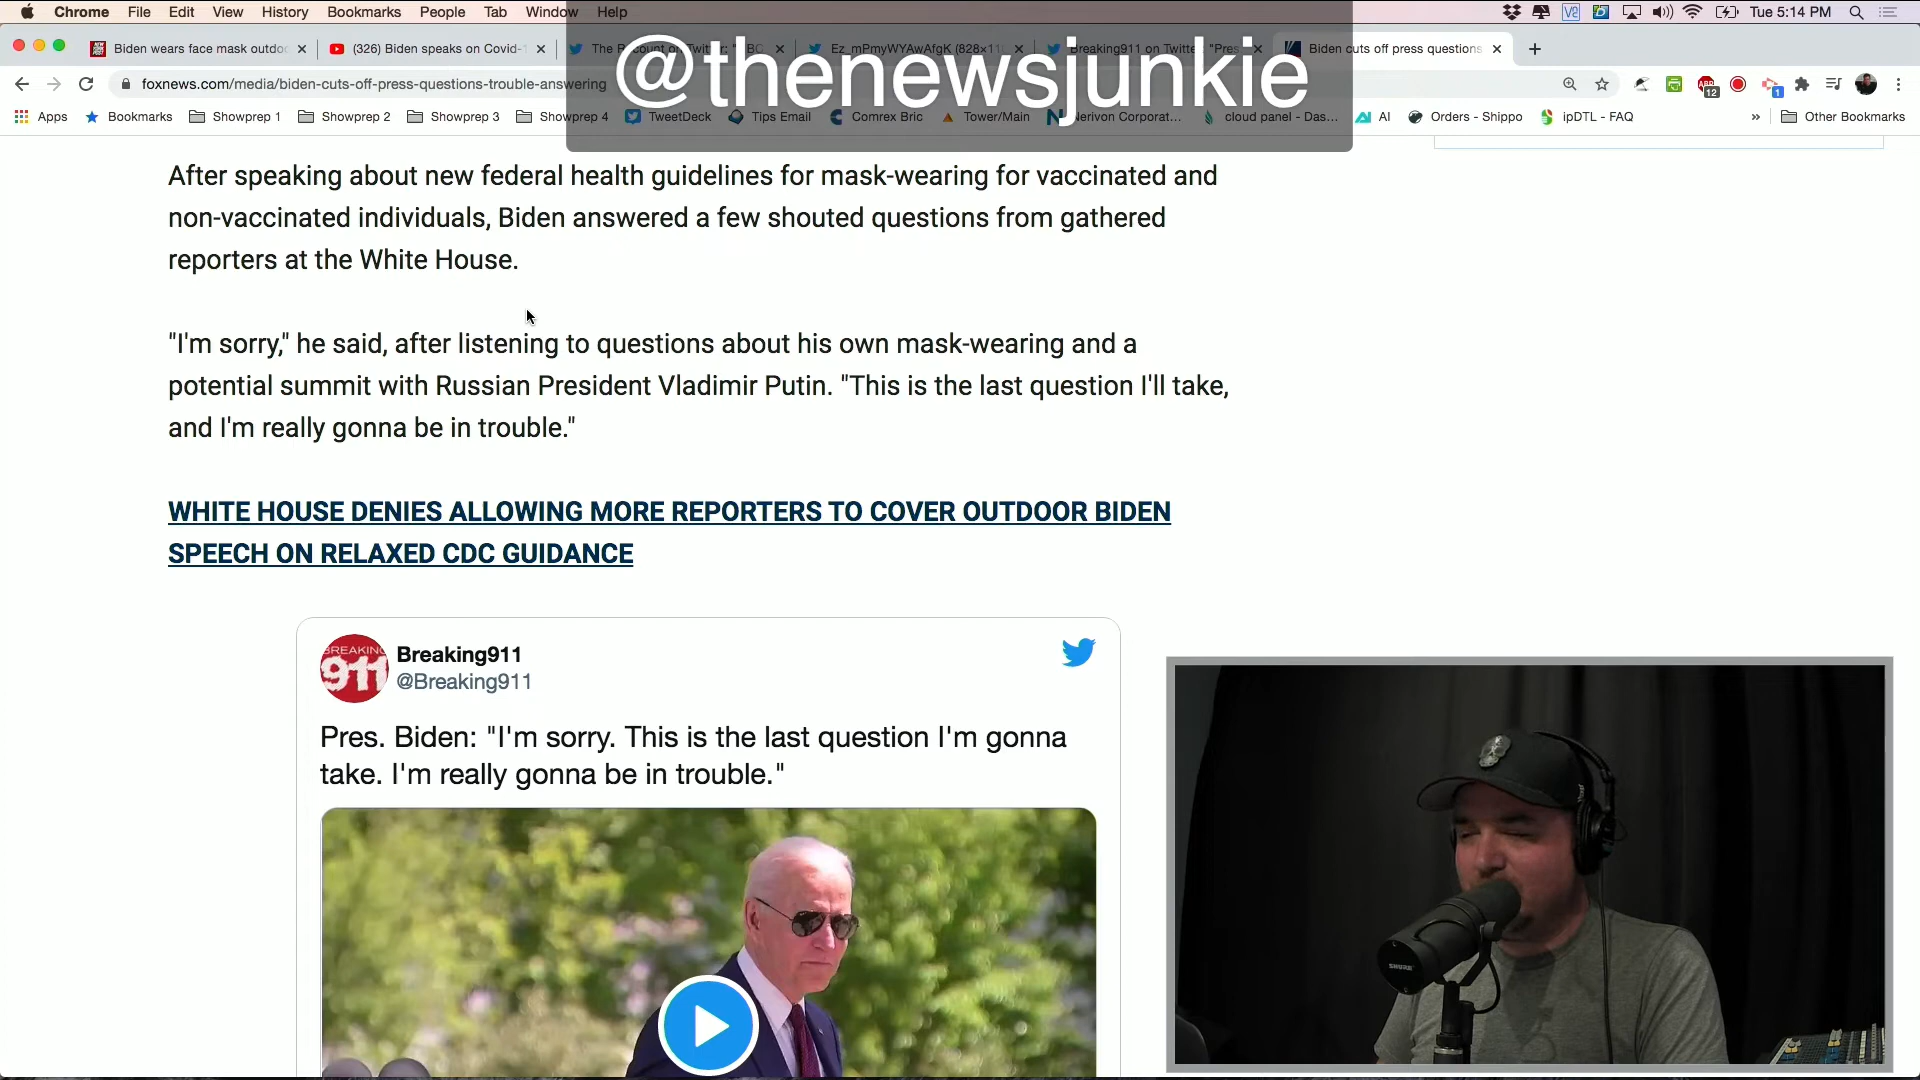 Chrome File Edit View History Bookmarks People Tab Window Help
Tue 5:14 PM
Biden wears face mask outdo
(326) Biden speaks on Covid-
Biden cuts off press questions
@thenewsjunkie
foxnews.com/media/biden-cuts-off-press-questions-trouble-answering
12
1
Apps Bookmarks Showprep 1 Showprep 2 Showprep 3 Showprep 4 TweetDeck Tips Email Comrex Bric Tower/Main Nerivon Corporat... cloud panel - Das... AI Orders - Shippo ipDTL - FAQ » Other Bookmarks
After speaking about new federal health guidelines for mask-wearing for vaccinated and
non-vaccinated individuals, Biden answered a few shouted questions from gathered
reporters at the White House.
"I'm sorry," he said, after listening to questions about his own mask-wearing and a
potential summit with Russian President Vladimir Putin. "This is the last question I'll take,
and I'm really gonna be in trouble."
WHITE HOUSE DENIES ALLOWING MORE REPORTERS TO COVER OUTDOOR BIDEN
SPEECH ON RELAXED CDC GUIDANCE
BREAKING
911
Breaking911
@Breaking911
Pres. Biden: "I'm sorry. This is the last question I'm gonna
take. I'm really gonna be in trouble."
SHURE